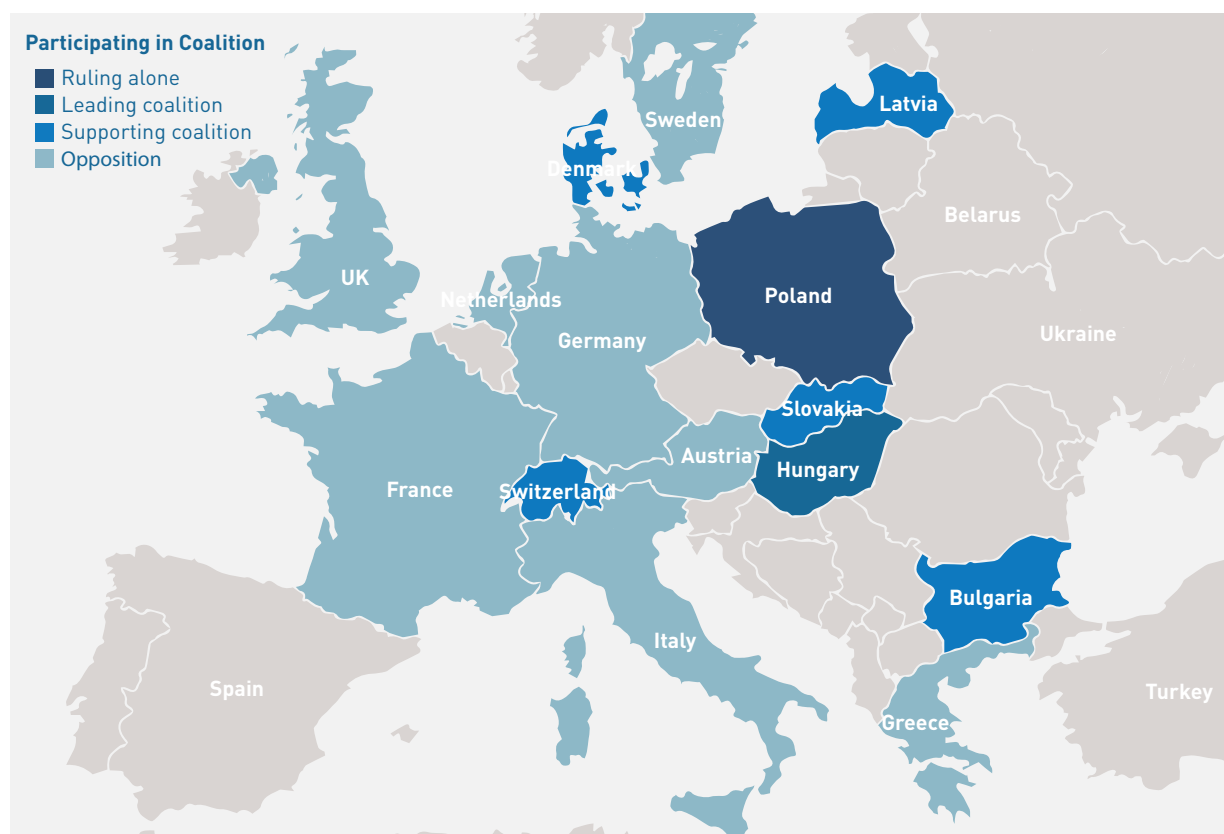 Participating in Coalition
Ruling alone
Leading coalition
Supporting coalition
Opposition
Latvia
Sweden
Denmark
Belarus
UK
Netherlands
Poland
Ukraine
Germany
Slovakia
Austria
Hungary
France
Switzerland
Bulgaria
Italy
Spain
Turkey
Greece